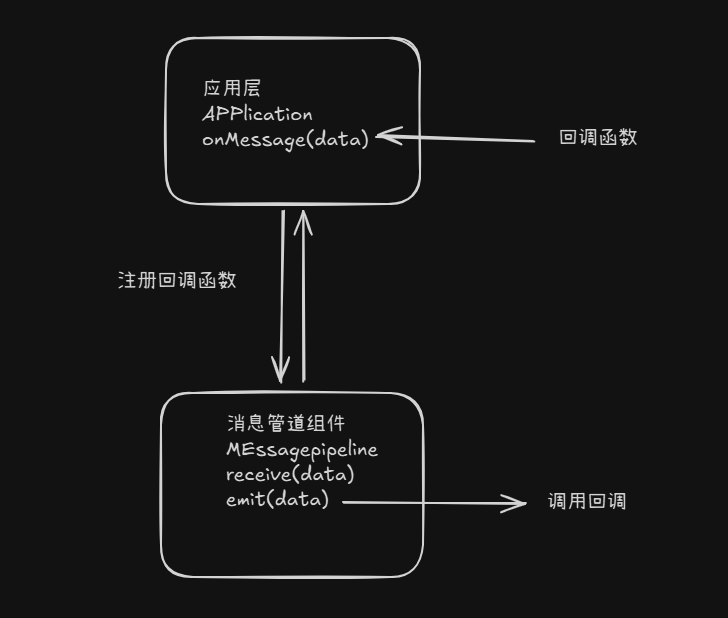 应用层
APPlication
onMessage(data)
回调函数
注册回调函数
消息管道组件
MEssagepipeline
receive(data)
emit(data)
调用回调